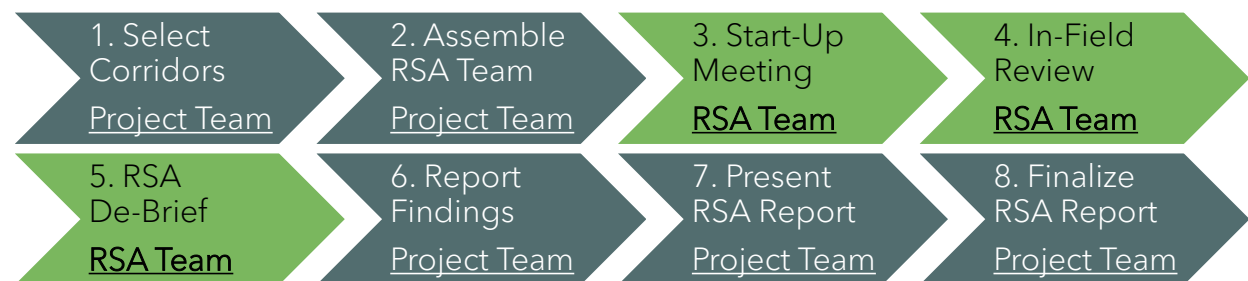 1. Select
Corridors
Project Team
2. Assemble
RSA Team
Project Team
3. Start-Up
Meeting
RSA Team
4. In-Field
Review
RSA Team
5. RSA
De-Brief
RSA Team
6. Report
Findings
Project Team
7. Present
RSA Report
Project Team
8. Finalize
RSA Report
Project Team